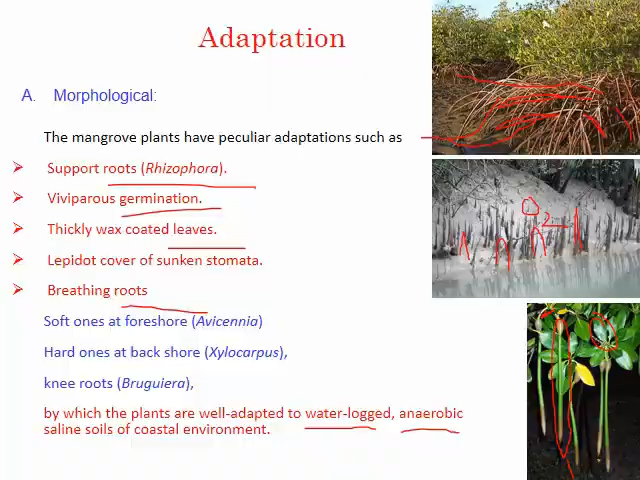 Adaptation
A. Morphological:
The mangrove plants have peculiar adaptations such as
Support roots (Rhizophora).
Viviparous germination.
Thickly wax coated leaves.
Lepidot cover of sunken stomata.
Breathing roots
Soft ones at foreshore (Avicennia)
Hard ones at back shore (Xylocarpus),
knee roots (Bruguiera),
by which the plants are well-adapted to water-logged, anaerobic
saline soils of coastal environment.
O2